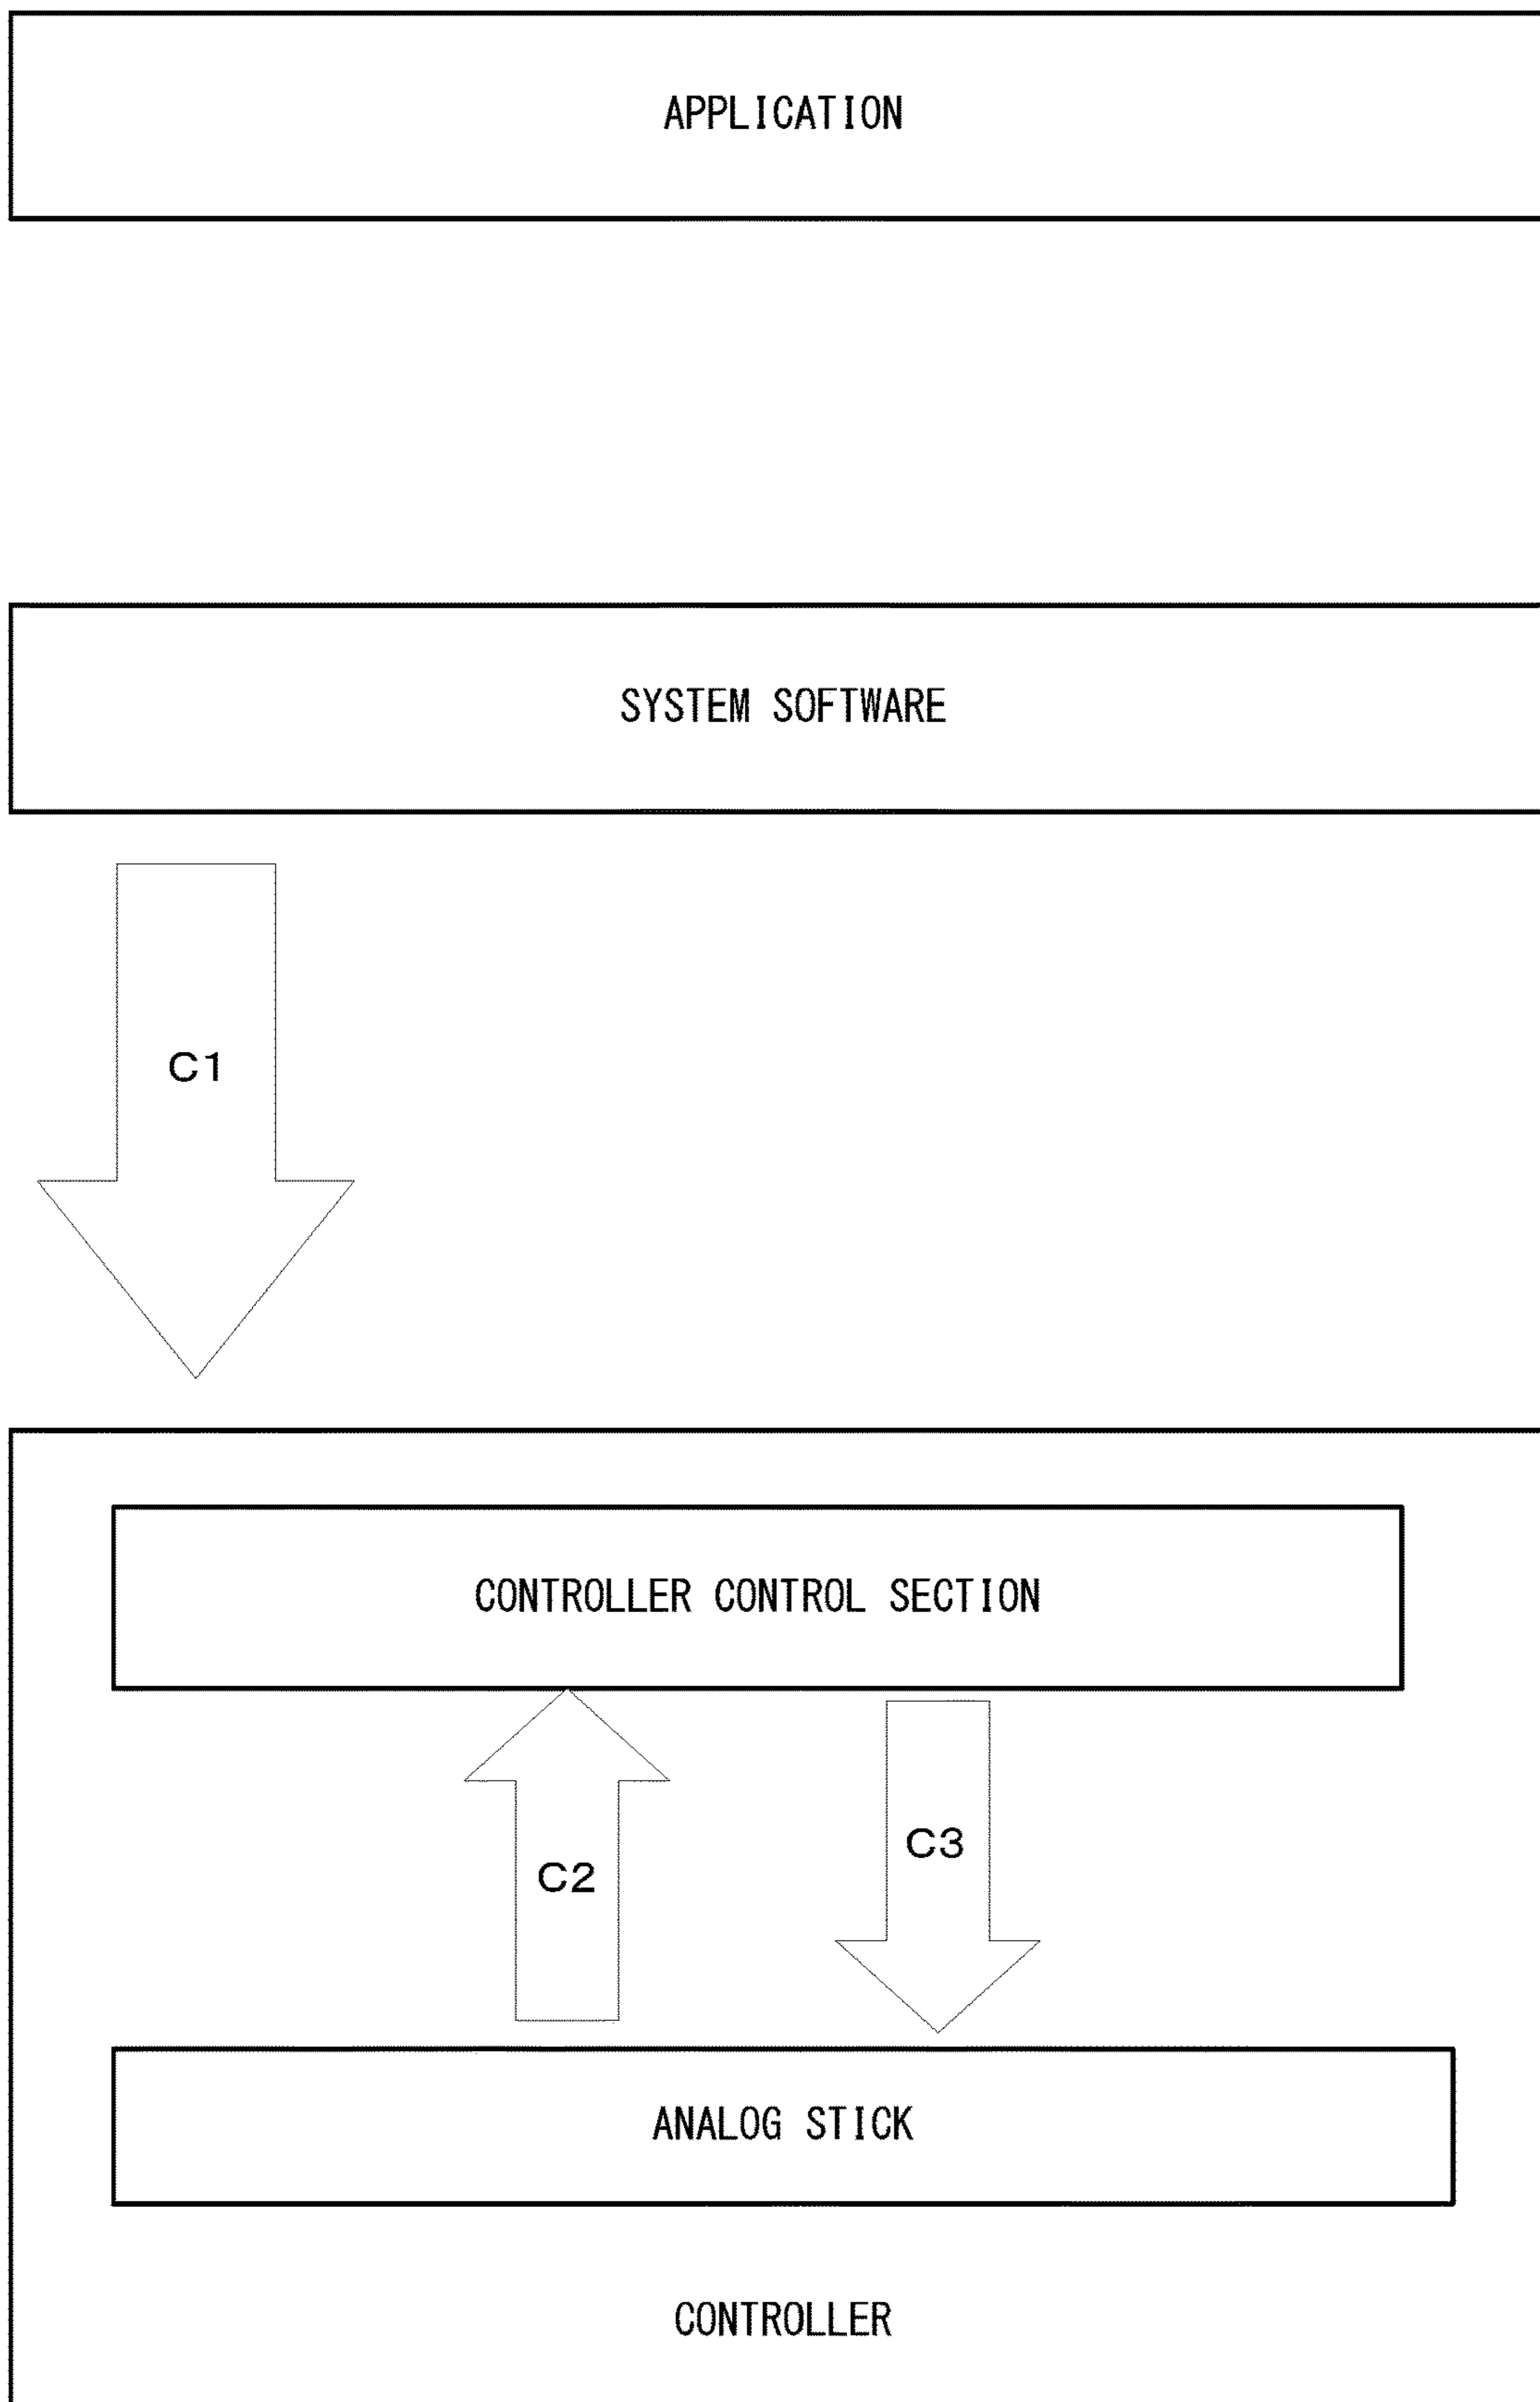 APPLICATION
SYSTEM SOFTWARE
C1
CONTROLLER CONTROL SECTION
C2
C3
ANALOG STICK
CONTROLLER